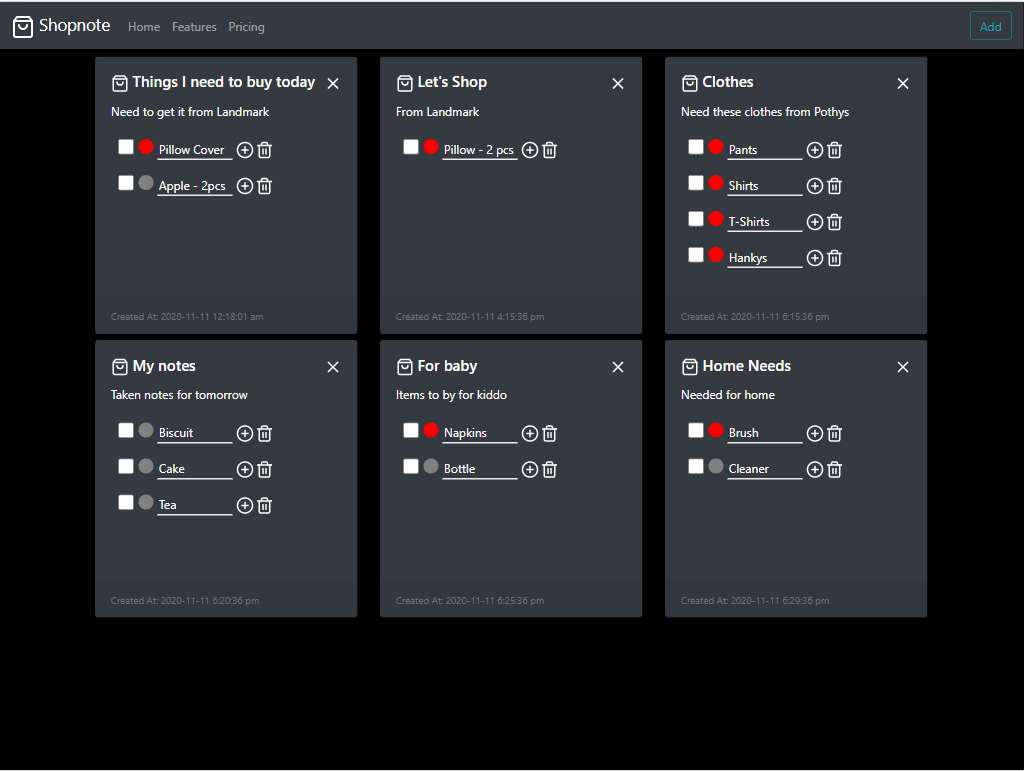 Shopnote Home Features Pricing Add
Things I need to buy today
Need to get it from Landmark
Pillow Cover
Apple - 2pcs
Created At: 2020-11-11 12:18:01 am
Let's Shop
From Landmark
Pillow - 2 pcs
Created At: 2020-11-11 4:15:36 pm
Clothes
Need these clothes from Pothys
Pants
Shirts
T-Shirts
Hankys
Created At: 2020-11-11 6:15:36 pm
My notes
Taken notes for tomorrow
Biscuit
Cake
Tea
Created At: 2020-11-11 6:20:36 pm
For baby
Items to by for kiddo
Napkins
Bottle
Created At: 2020-11-11 6:25:36 pm
Home Needs
Needed for home
Brush
Cleaner
Created At: 2020-11-11 6:29:36 pm